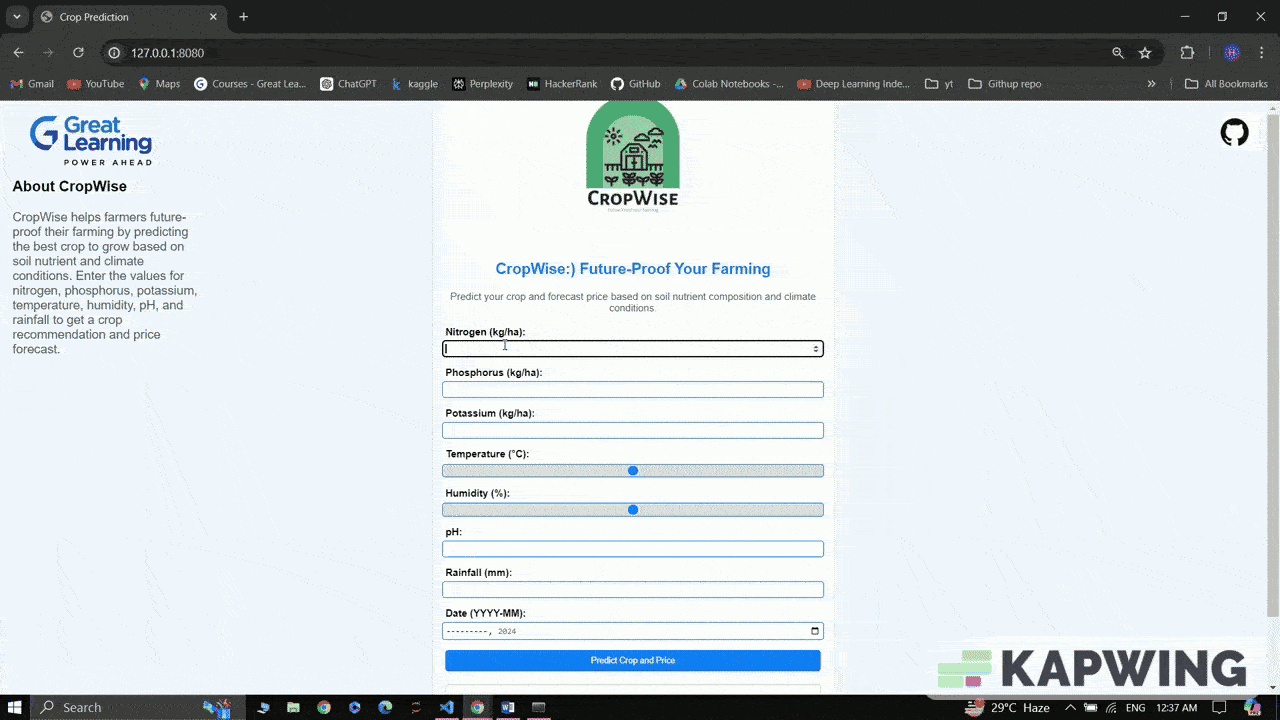 Crop Prediction
127.0.0.1:8080
Gmail
YouTube
Maps
Courses - Great Lea...
ChatGPT
kaggle
Perplexity
HackerRank
GitHub
Colab Notebooks -...
Deep Learning Inde...
yt
Githup repo
All Bookmarks
Great
Learning
POWER AHEAD
About CropWise
CropWise helps farmers future-
proof their farming by predicting
the best crop to grow based on
soil nutrient and climate
conditions. Enter the values for
nitrogen, phosphorus, potassium,
temperature, humidity, pH, and
rainfall to get a crop
recommendation and price
forecast.
CROPWISE
CropWise:) Future-Proof Your Farming
Predict your crop and forecast price based on soil nutrient composition and climate
conditions.
Nitrogen (kg/ha):
Phosphorus (kg/ha):
Potassium (kg/ha):
Temperature (°C):
Humidity (%):
pH:
Rainfall (mm):
Date (YYYY-MM):
---------, 2024
Predict Crop and Price
KAPWING
Search
29°C Haze
ENG
12:37 AM